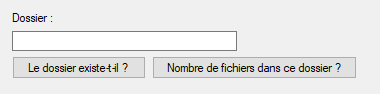 Dossier :
Le dossier existe-t-il ?
Nombre de fichiers dans ce dossier ?